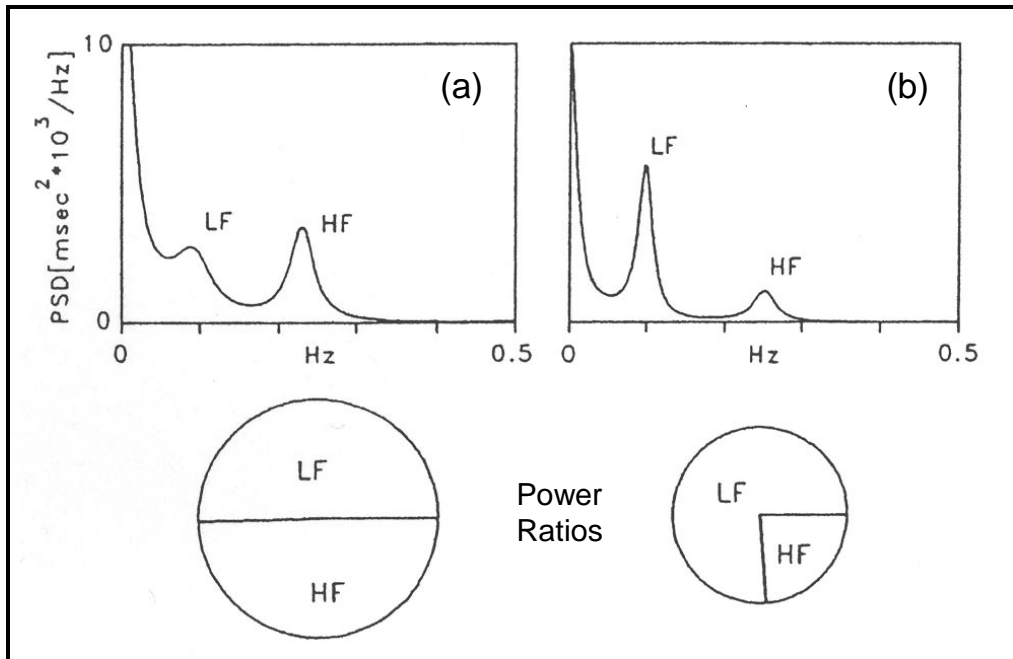 10
PSD[msec²*10³/Hz]
0
(a)
LF
HF
0
Hz
0.5
(b)
LF
HF
0
Hz
0.5
LF
HF
Power
Ratios
LF
HF